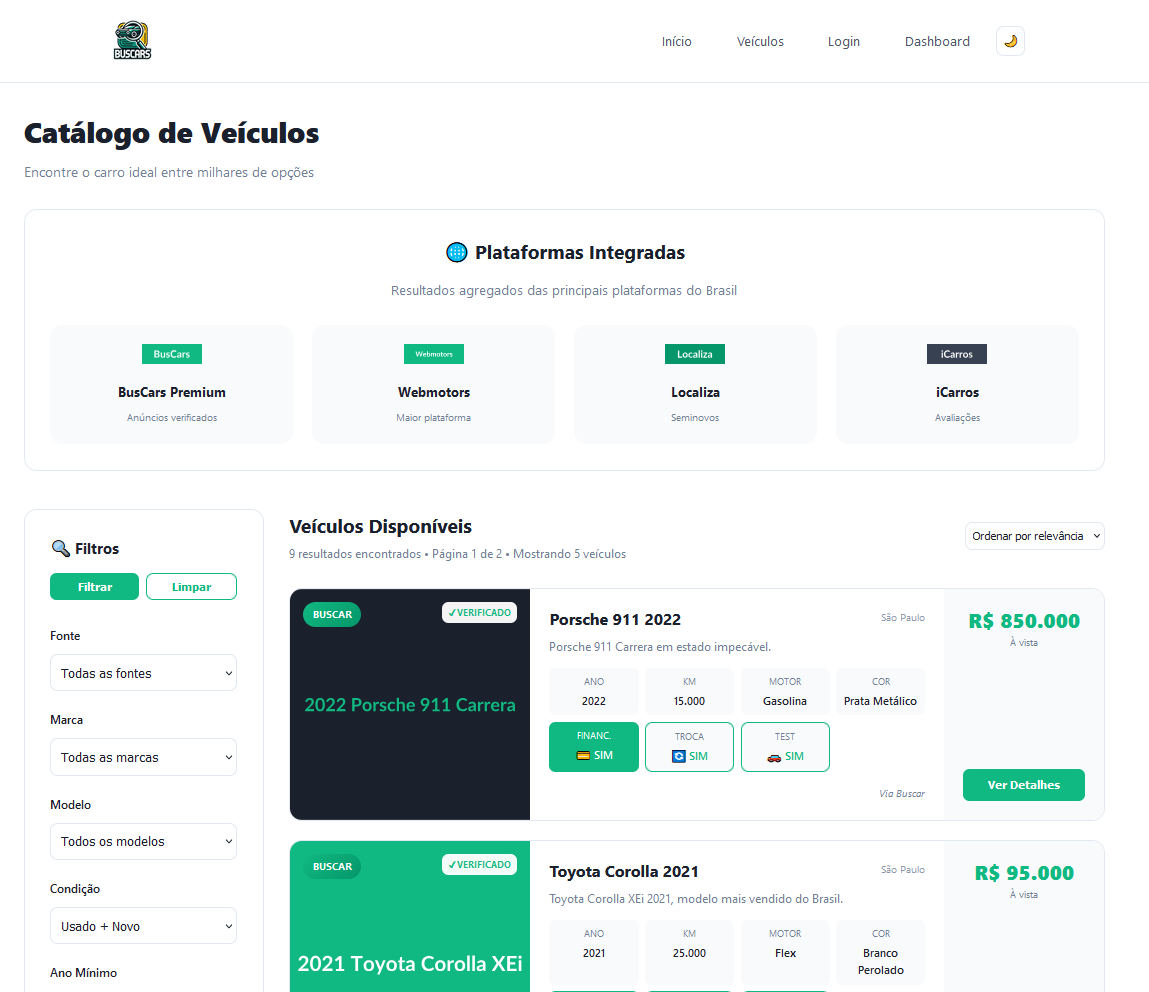 BUSCARS
Início Veículos Login Dashboard
Catálogo de Veículos
Encontre o carro ideal entre milhares de opções
Plataformas Integradas
Resultados agregados das principais plataformas do Brasil
BusCars
BusCars Premium
Anúncios verificados
Webmotors
Webmotors
Maior plataforma
Localiza
Localiza
Seminovos
iCarros
iCarros
Avaliações
Filtros
Filtrar Limpar
Fonte
Todas as fontes
Marca
Todas as marcas
Modelo
Todos os modelos
Condição
Usado + Novo
Ano Mínimo
Veículos Disponíveis
9 resultados encontrados • Página 1 de 2 • Mostrando 5 veículos
Ordenar por relevância
BUSCAR ✓VERIFICADO
2022 Porsche 911 Carrera
Porsche 911 2022 São Paulo
Porsche 911 Carrera em estado impecável.
ANO KM MOTOR COR
2022 15.000 Gasolina Prata Metálico
FINANC. TROCA TEST
SIM SIM SIM
Via Buscar
R$ 850.000
À vista
Ver Detalhes
BUSCAR ✓VERIFICADO
2021 Toyota Corolla XEi
Toyota Corolla 2021 São Paulo
Toyota Corolla XEi 2021, modelo mais vendido do Brasil.
ANO KM MOTOR COR
2021 25.000 Flex Branco
Perolado
R$ 95.000
À vista